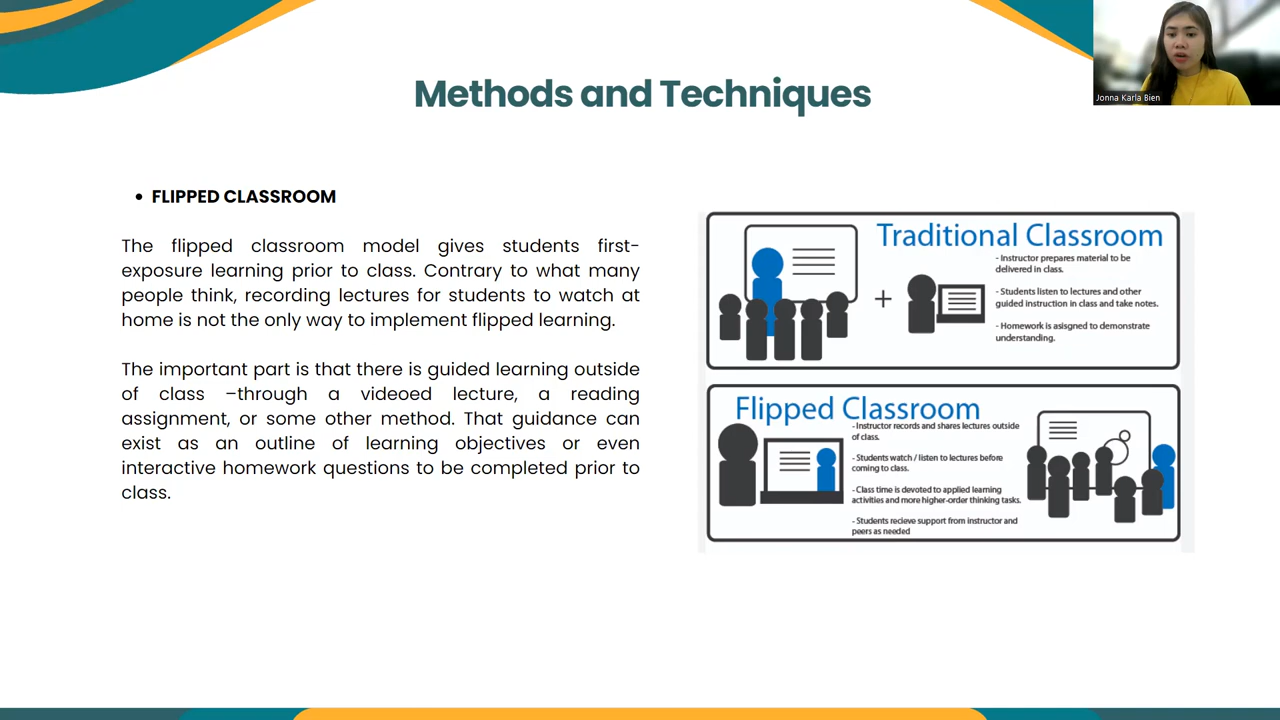 Methods and Techniques
Jonna Karla Bien
• FLIPPED CLASSROOM
The flipped classroom model gives students first-
exposure learning prior to class. Contrary to what many
people think, recording lectures for students to watch at
home is not the only way to implement flipped learning.
The important part is that there is guided learning outside
of class –through a videoed lecture, a reading
assignment, or some other method. That guidance can
exist as an outline of learning objectives or even
interactive homework questions to be completed prior to
class.
Traditional Classroom
- Instructor prepares material to be
delivered in class.
- Students listen to lectures and other
guided instruction in class and take notes.
- Homework is asisgned to demonstrate
understanding.
+
Flipped Classroom
- Instructor records and shares lectures outside
of class.
- Students watch / listen to lectures before
coming to class.
- Class time is devoted to applied learning
activities and more higher-order thinking tasks.
- Students recieve support from instructor and
peers as needed